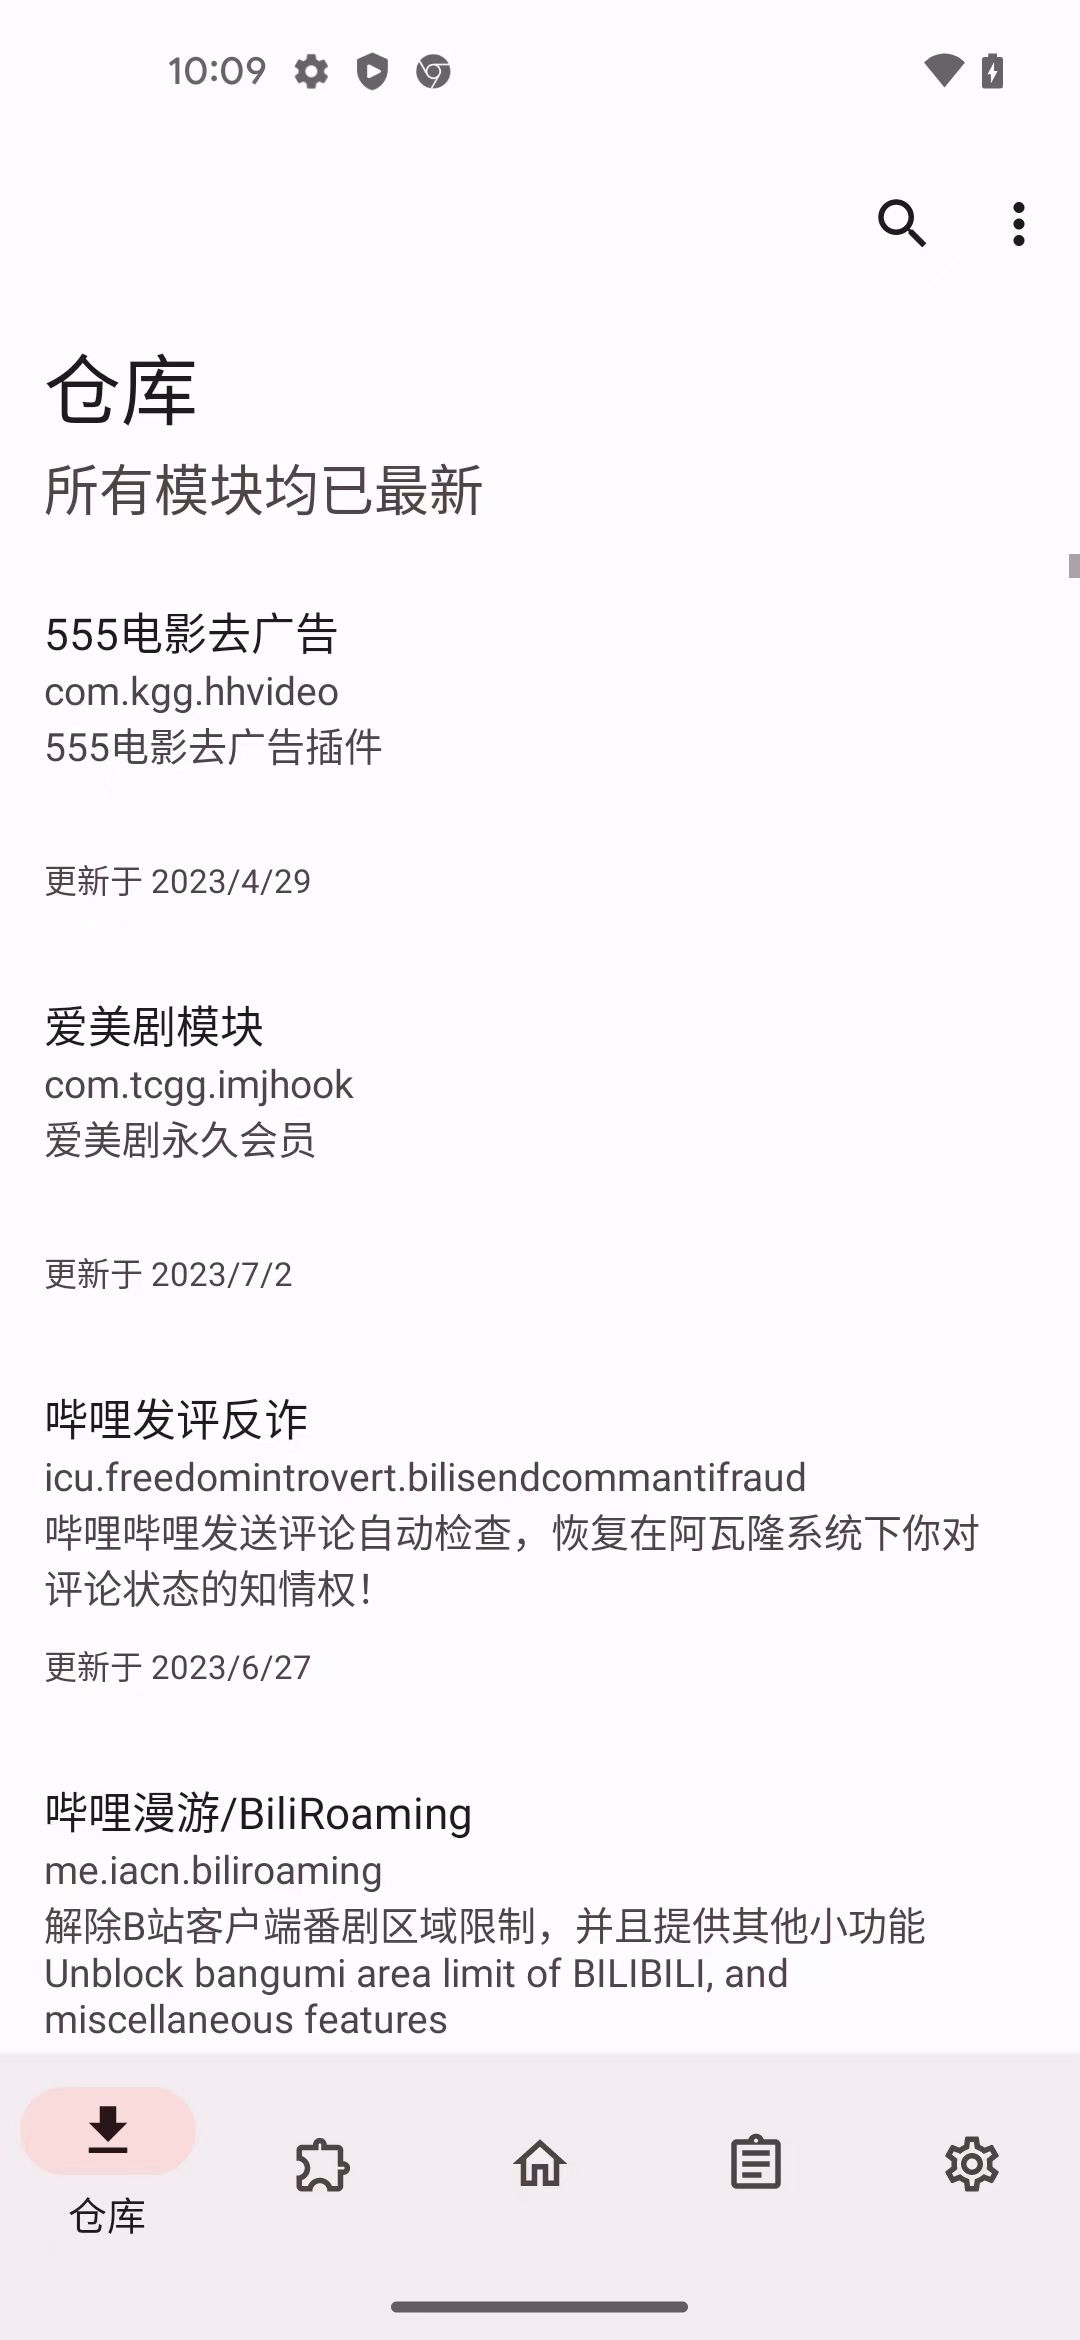 10:09
仓库
所有模块均已最新
555电影去广告
com.kgg.hhvideo
555电影去广告插件
更新于 2023/4/29
爱美剧模块
com.tcgg.imjhook
爱美剧永久会员
更新于 2023/7/2
哔哩发评反诈
icu.freedomintrovert.bilisendcommantifraud
哔哩哔哩发送评论自动检查，恢复在阿瓦隆系统下你对
评论状态的知情权！
更新于 2023/6/27
哔哩漫游/BiliRoaming
me.iacn.biliroaming
解除B站客户端番剧区域限制，并且提供其他小功能
Unblock bangumi area limit of BILIBILI, and
miscellaneous features
仓库